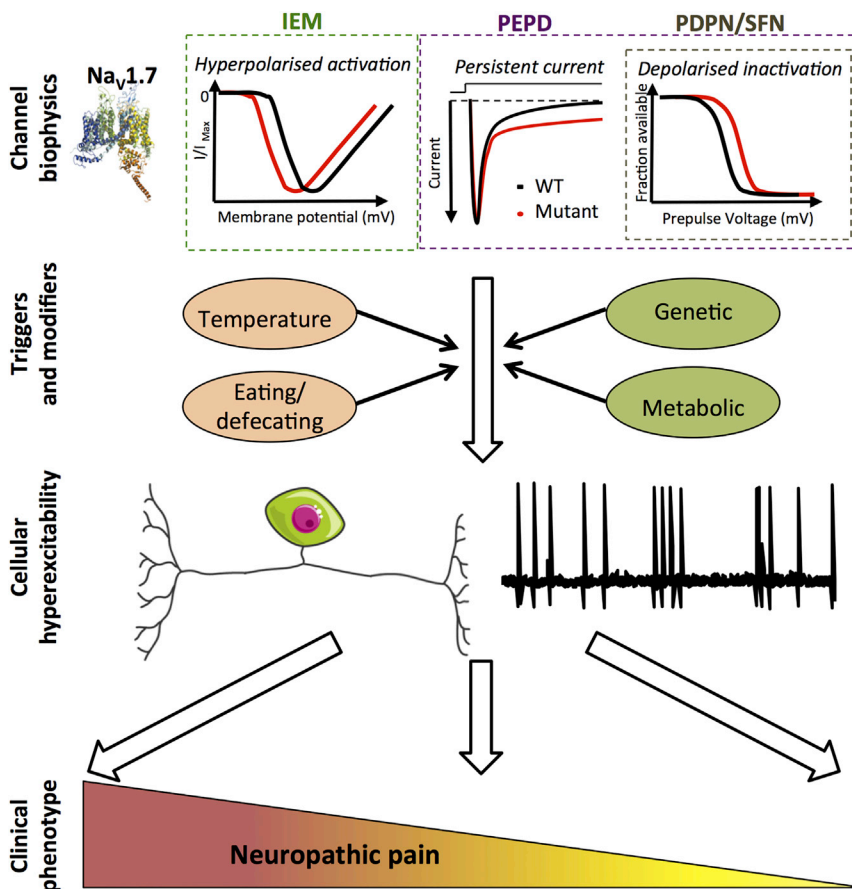 IEM
PEPD
PDPN/SFN
Channel
biophysics
NaV1.7
Hyperpolarised activation
0
I/I Max
Membrane potential (mV)
Persistent current
Current
WT
Mutant
Depolarised inactivation
Fraction available
Prepulse Voltage (mV)
Triggers
and modifiers
Temperature
Eating/
defecating
Genetic
Metabolic
Cellular
hyperexcitability
Clinical
phenotype
Neuropathic pain